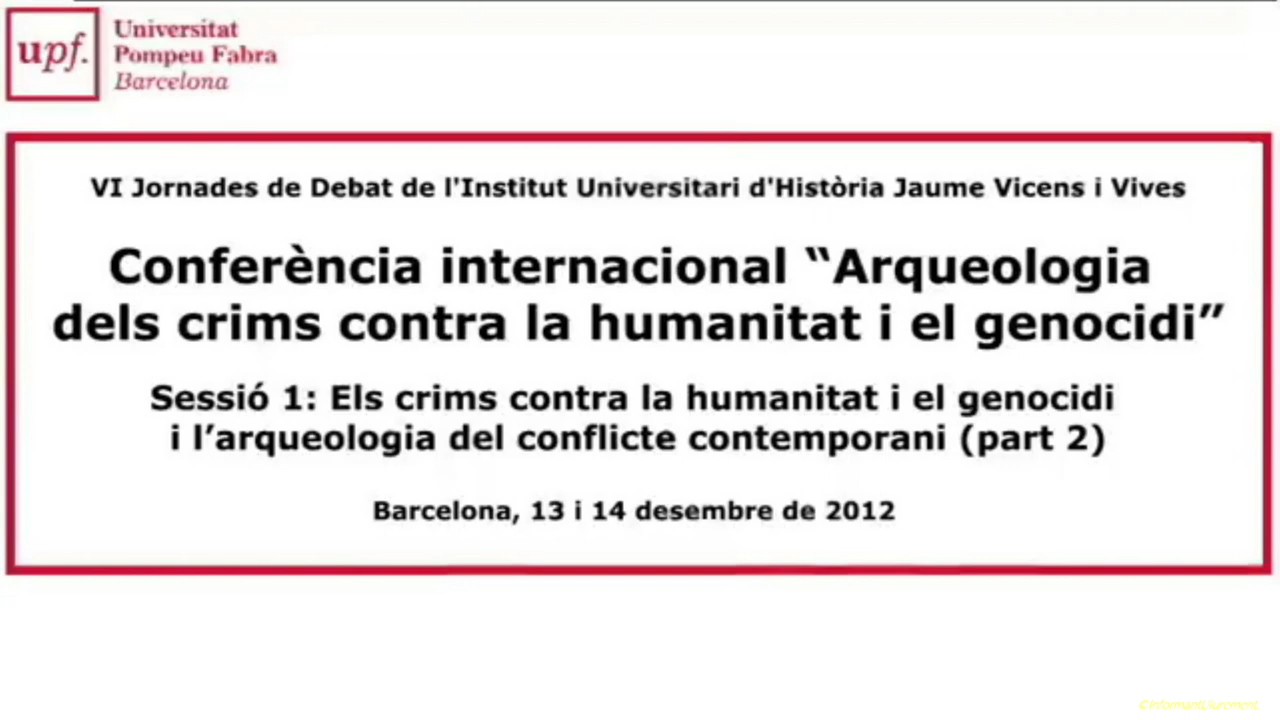 upf.
Universitat
Pompeu Fabra
Barcelona
VI Jornades de Debat de l'Institut Universitari d'Història Jaume Vicens i Vives
Conferència internacional “Arqueologia
dels crims contra la humanitat i el genocidi”
Sessió 1: Els crims contra la humanitat i el genocidi
i l’arqueologia del conflicte contemporani (part 2)
Barcelona, 13 i 14 desembre de 2012